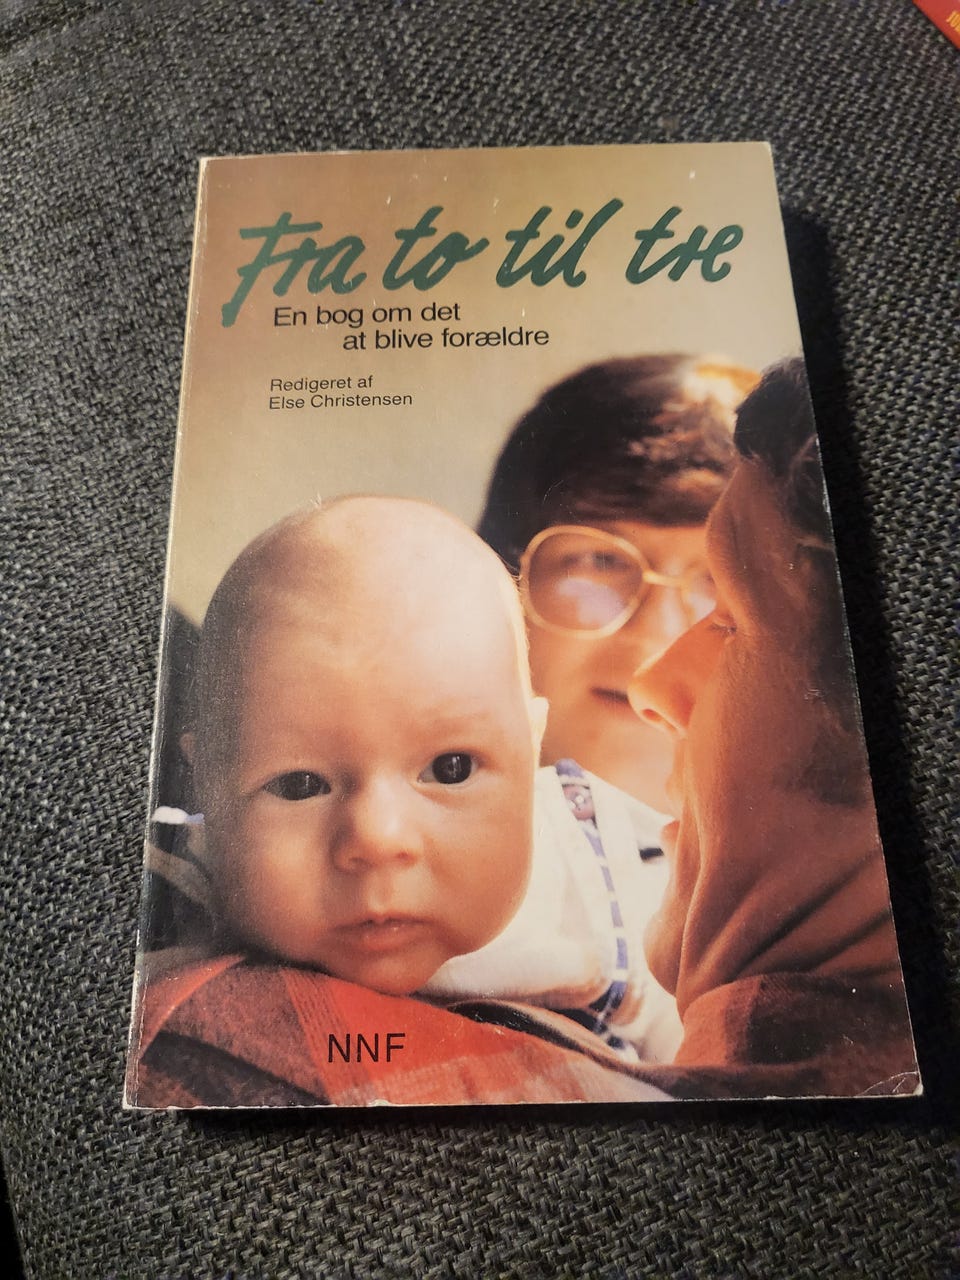 Fra to til tre
En bog om det
at blive forældre
Redigeret af
Else Christensen
NNF